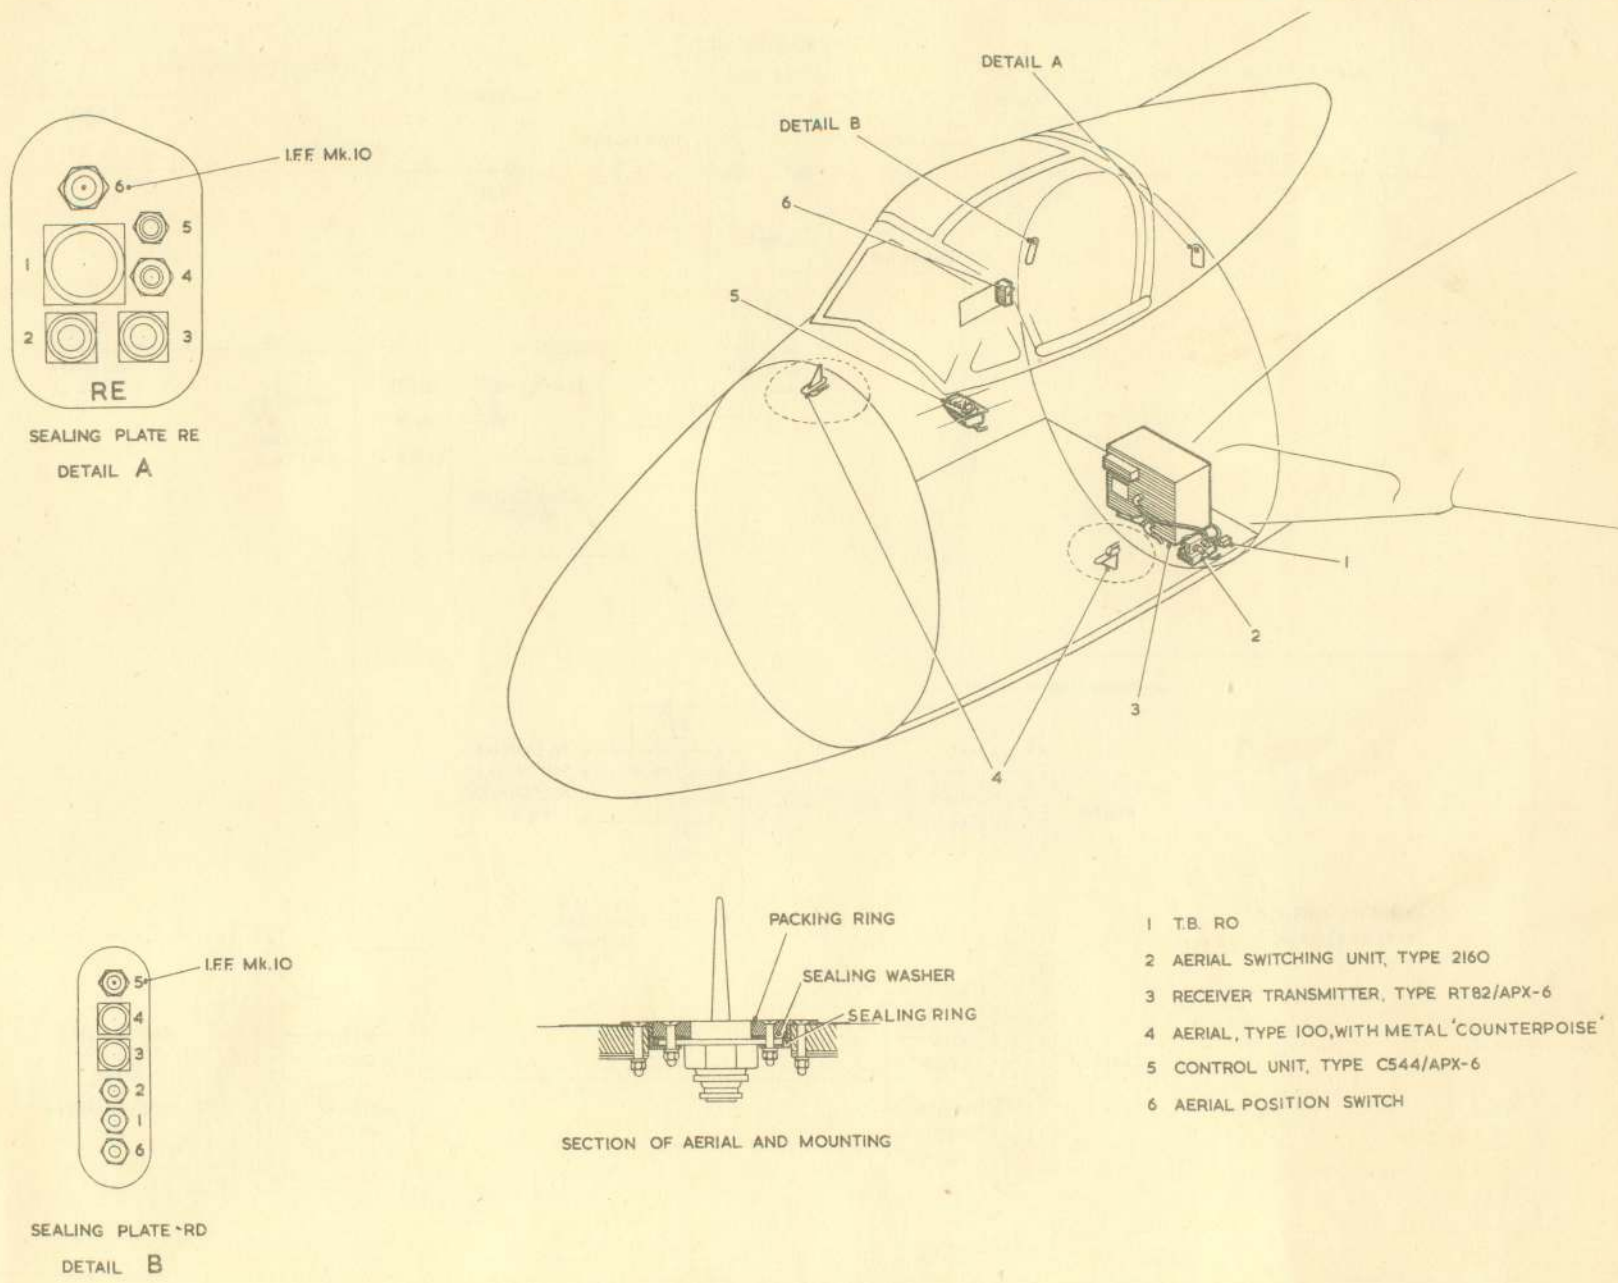 DETAIL A
DETAIL B
6
5
I.F.F. Mk.10
6
5
1
4
2
3
RE
SEALING PLATE RE
DETAIL A
1
2
3
4
I.F.F. Mk.10
5
4
3
2
1
6
SEALING PLATE-RD
DETAIL B
PACKING RING
SEALING WASHER
SEALING RING
SECTION OF AERIAL AND MOUNTING
1 T.B. RO
2 AERIAL SWITCHING UNIT, TYPE 2160
3 RECEIVER TRANSMITTER, TYPE RT82/APX-6
4 AERIAL, TYPE 100, WITH METAL 'COUNTERPOISE'
5 CONTROL UNIT, TYPE C544/APX-6
6 AERIAL POSITION SWITCH